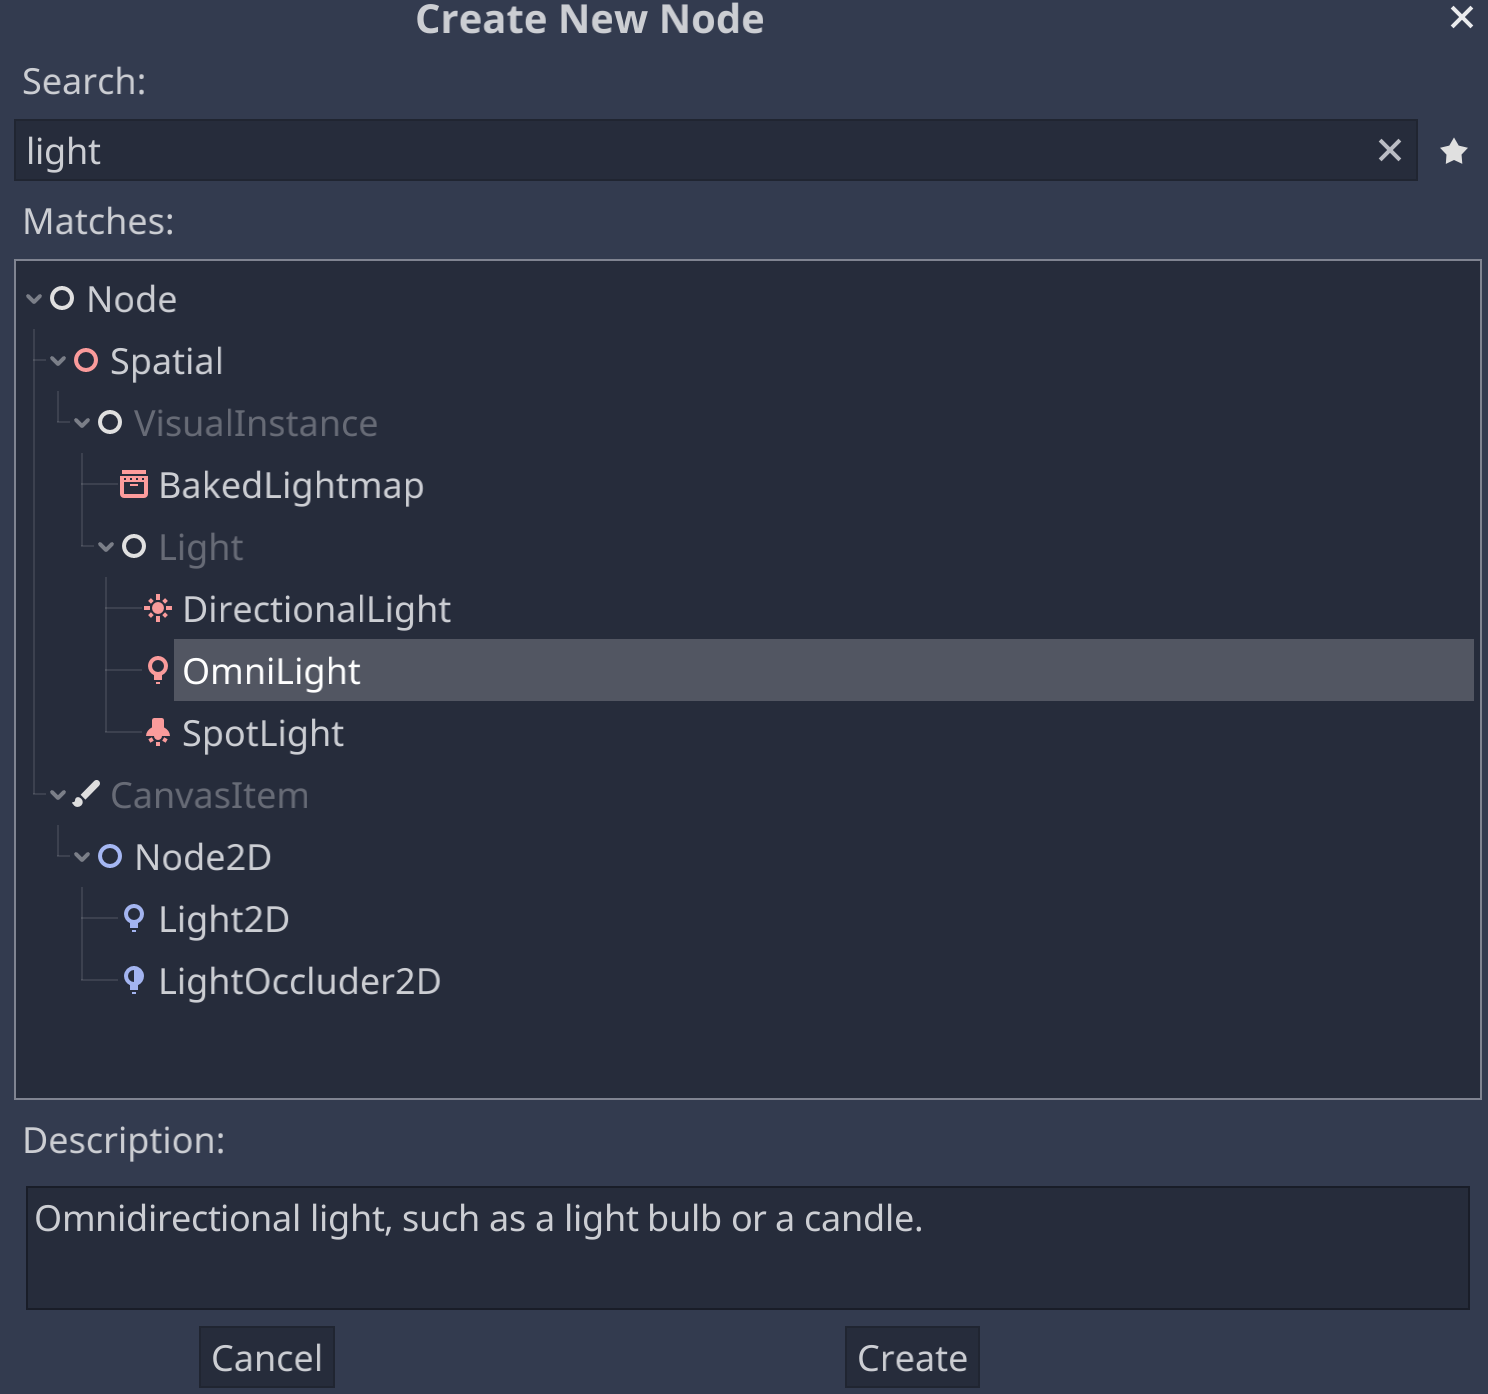 Create New Node
Search:
light
Matches:
Node
Spatial
VisualInstance
BakedLightmap
Light
DirectionalLight
OmniLight
SpotLight
CanvasItem
Node2D
Light2D
LightOccluder2D
Description:
Omnidirectional light, such as a light bulb or a candle.
Cancel Create